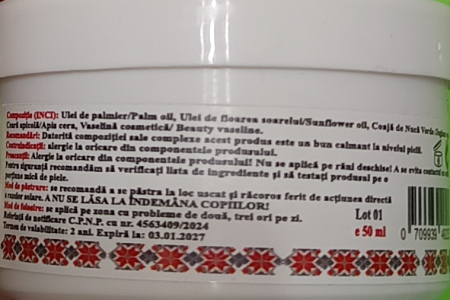 Compoziție (INCI): Ulei de palmier/Palm oil, Ulei de floarea soarelui/Sunflower oil, Coajă de Nucă Verde
Ceară apicolă/Apis cera, Vaselină cosmetică/ Beauty vaseline.
Recomandări: Datorită compoziției sale complexe acest produs este un bun calmant la nivelul pielii.
Contraindicații: alergie la oricare din componentele produsului.
Precauții: Alergie la oricare din componentele produsului! Nu se aplică pe răni deschise! A se evita
Pentru siguranță recomandăm să verificați lista de ingrediente și să testați produsul pe o
porțiune mică de piele.
Mod de păstrare: se recomandă a se păstra la loc uscat și răcoros ferit de acțiunea directă
a razelor solare. A NU SE LĂSA LA ÎNDEMÂNA COPIILOR!
Mod de folosire: se aplică pe zona cu probleme de două, trei ori pe zi.
Referință de notificare C.P.N.P. cu nr. 4563409/2024
Termen de valabilitate: 2 ani. Expiră la: 03.01.2027
Lot 01
e 50 ml
0 709939